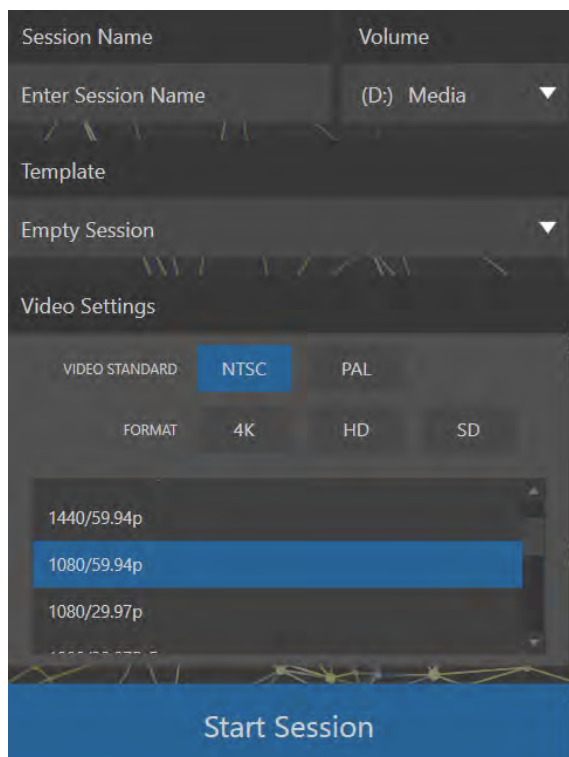 Session Name Volume
Enter Session Name (D:) Media
Template
Empty Session
Video Settings
VIDEO STANDARD NTSC PAL
FORMAT 4K HD SD
1440/59.94p
1080/59.94p
1080/29.97p
Start Session